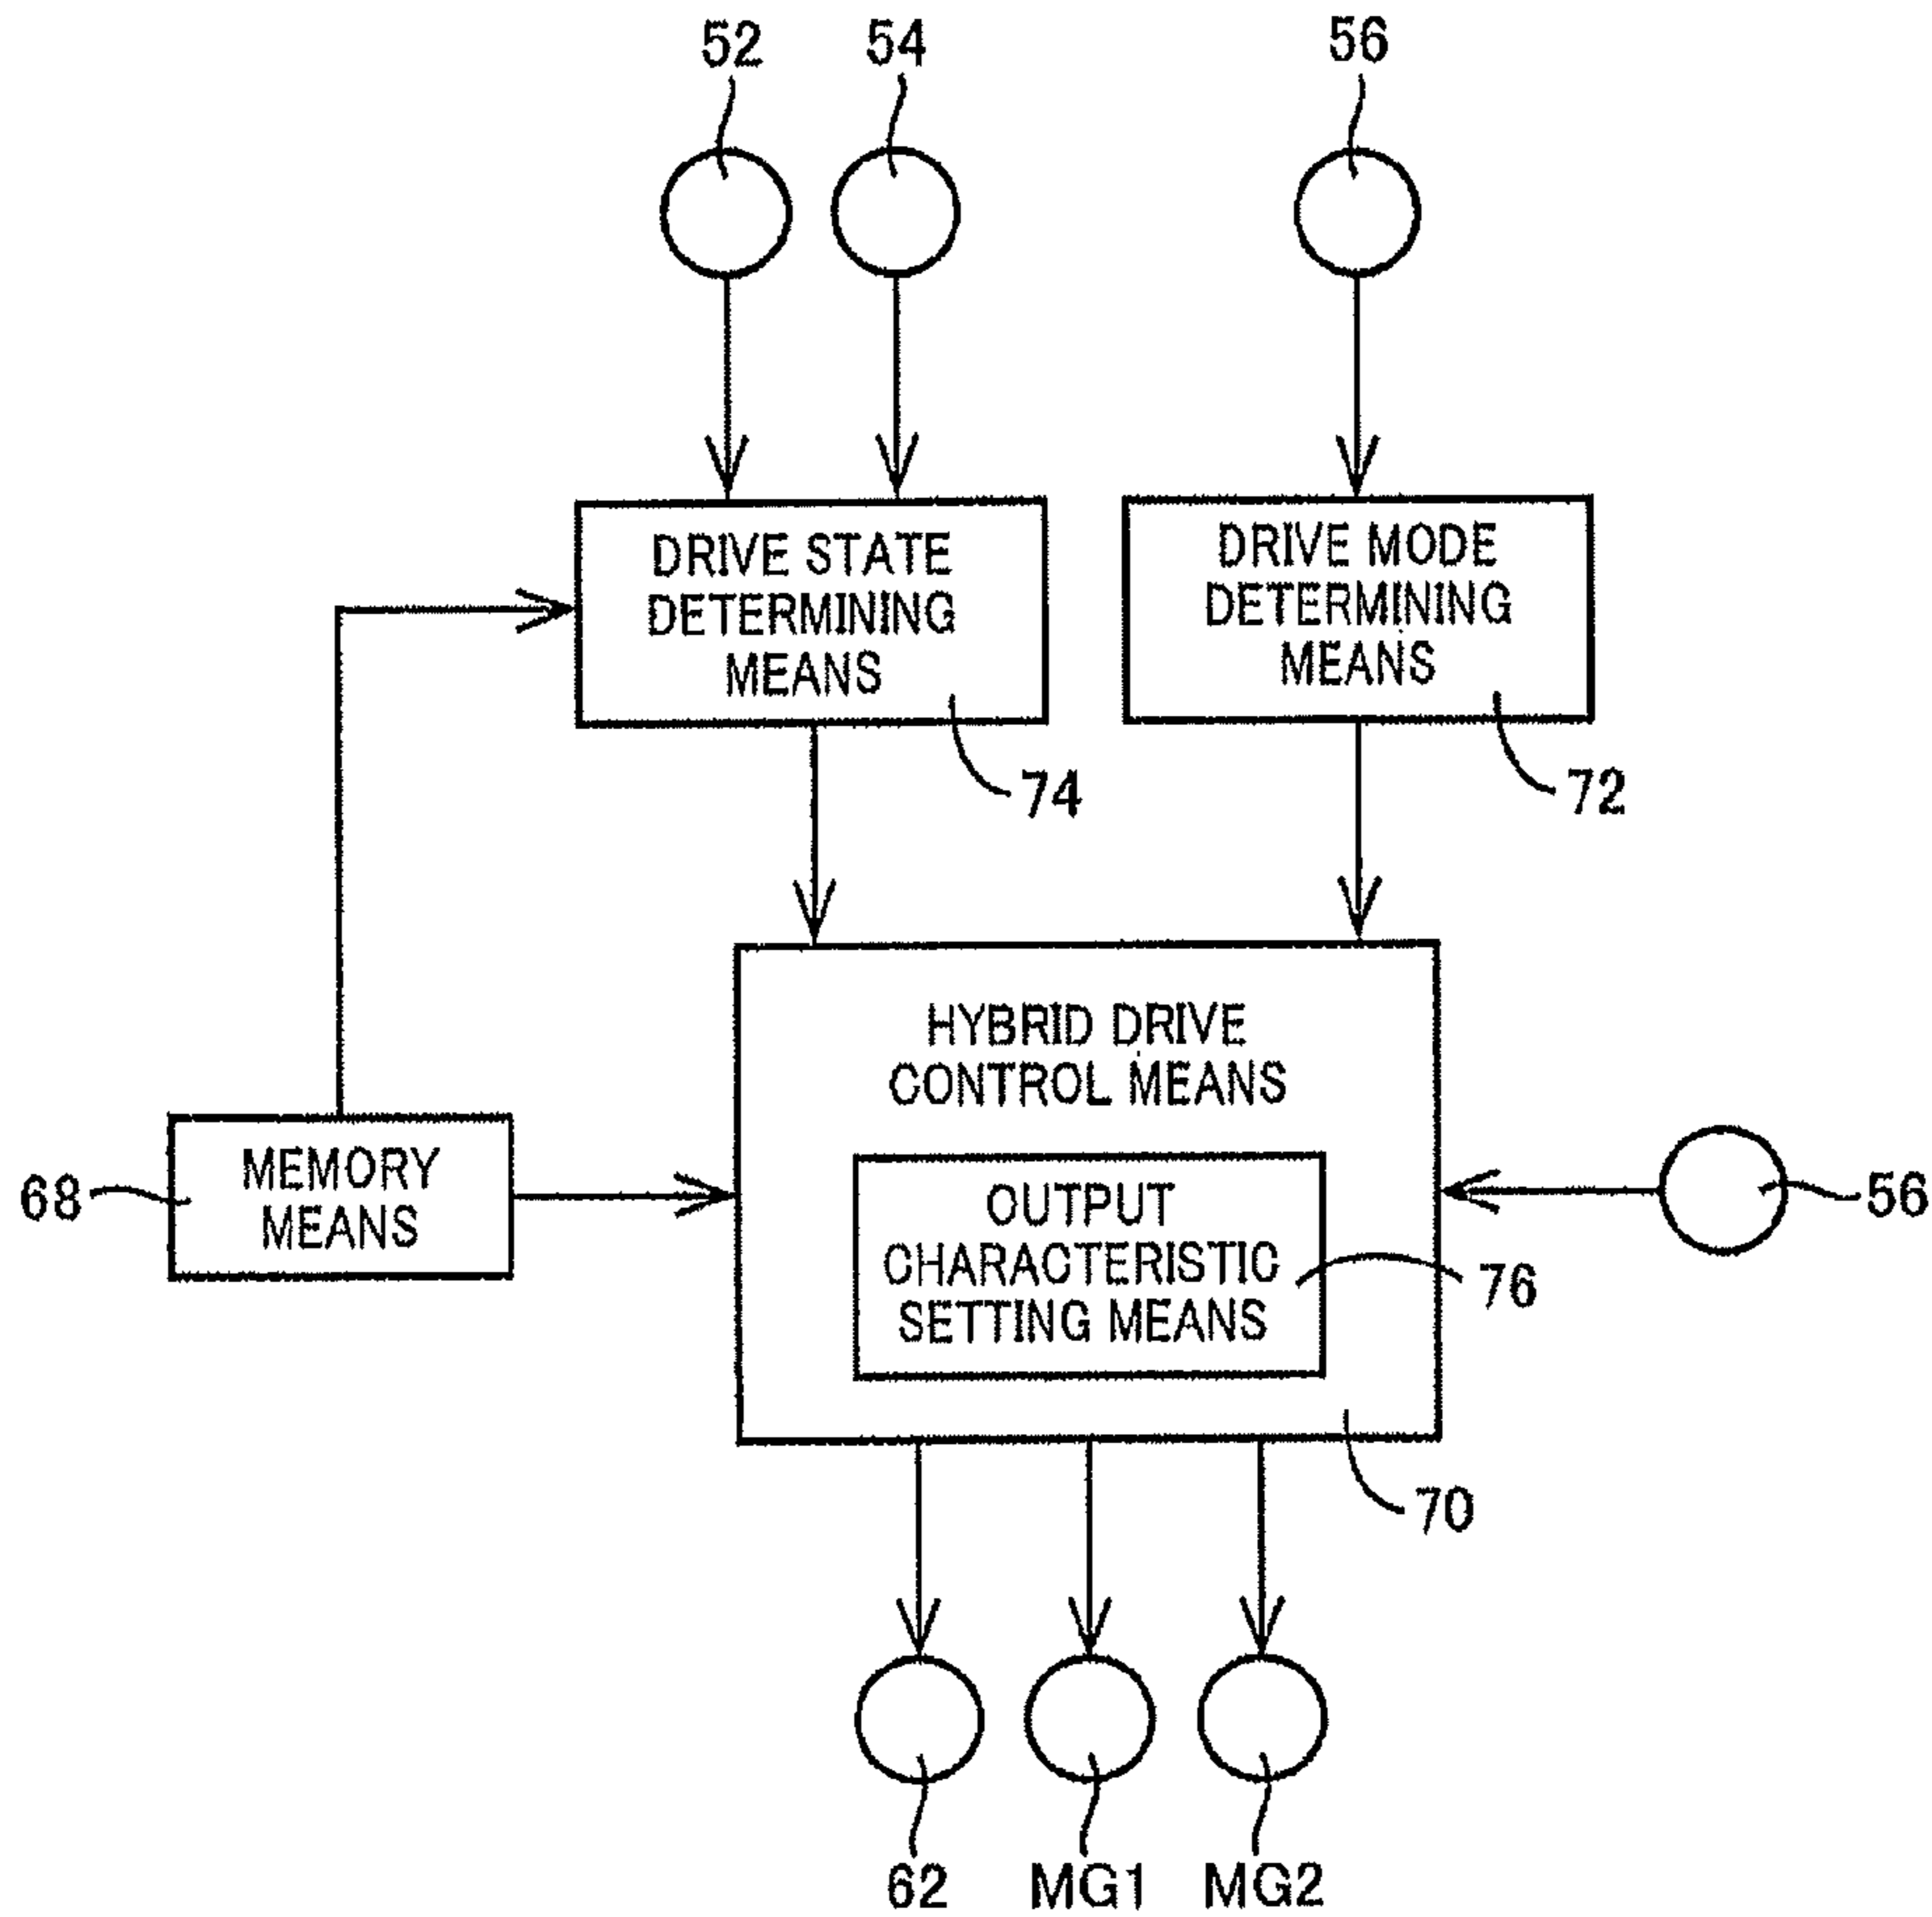 52
54
56
DRIVE STATE
DETERMINING
MEANS
DRIVE MODE
DETERMINING
MEANS
74
72
HYBRID DRIVE
CONTROL MEANS
68
MEMORY
MEANS
OUTPUT
CHARACTERISTIC
SETTING MEANS
56
76
70
62
MG1
MG2